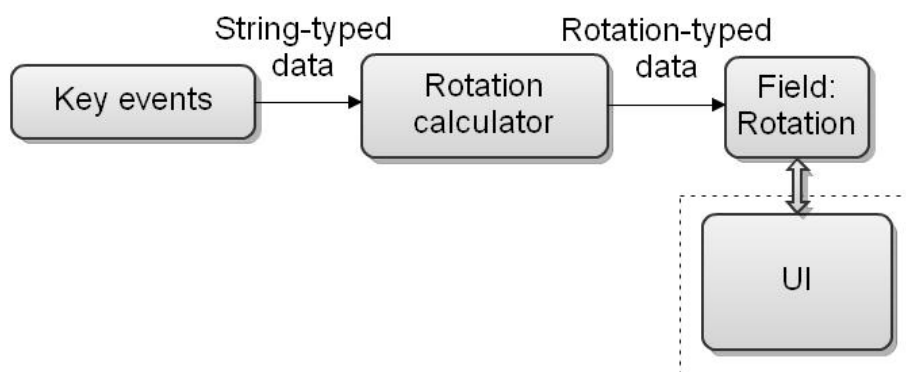 String-typed
data
Rotation-typed
data
Key events
Rotation
calculator
Field:
Rotation
UI